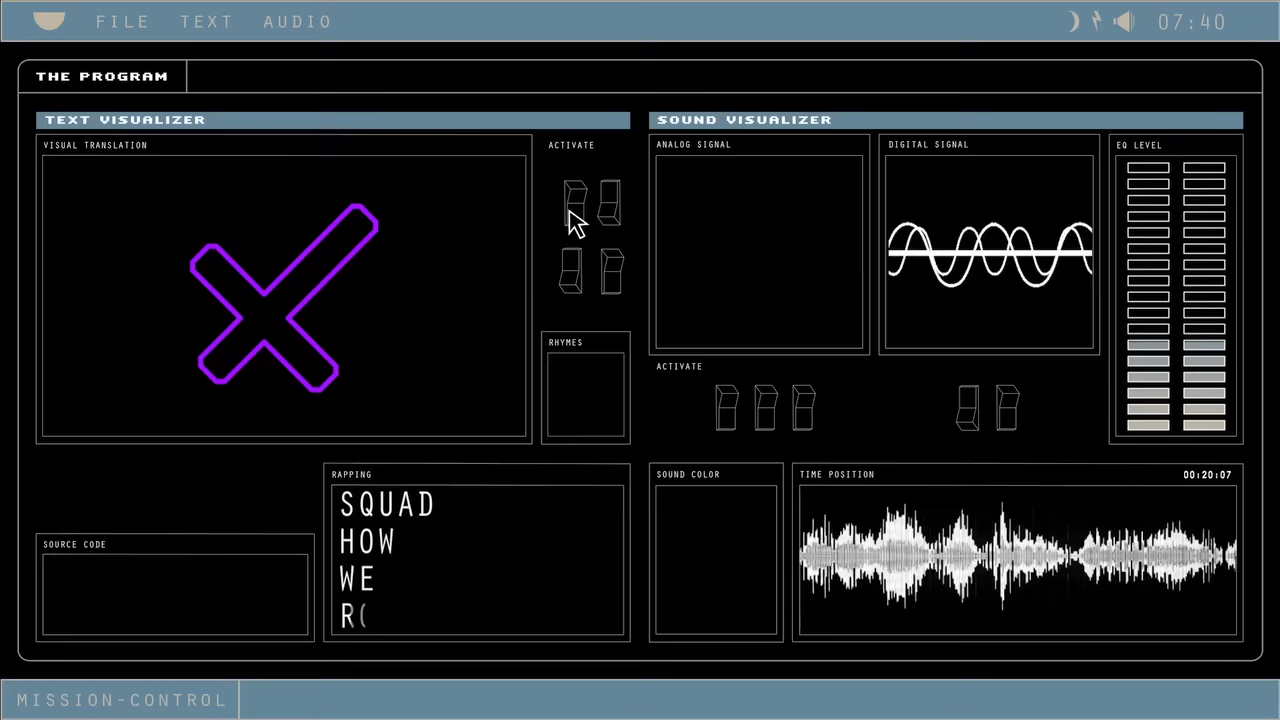 FILE TEXT AUDIO 07:40
THE PROGRAM
TEXT VISUALIZER
VISUAL TRANSLATION
ACTIVATE
RHYMES
SOURCE CODE
RAPPING
SQUAD
HOW
WE
SOUND VISUALIZER
ANALOG SIGNAL
DIGITAL SIGNAL
EQ LEVEL
ACTIVATE
SOUND COLOR
TIME POSITION 00:20:07
MISSION-CONTROL